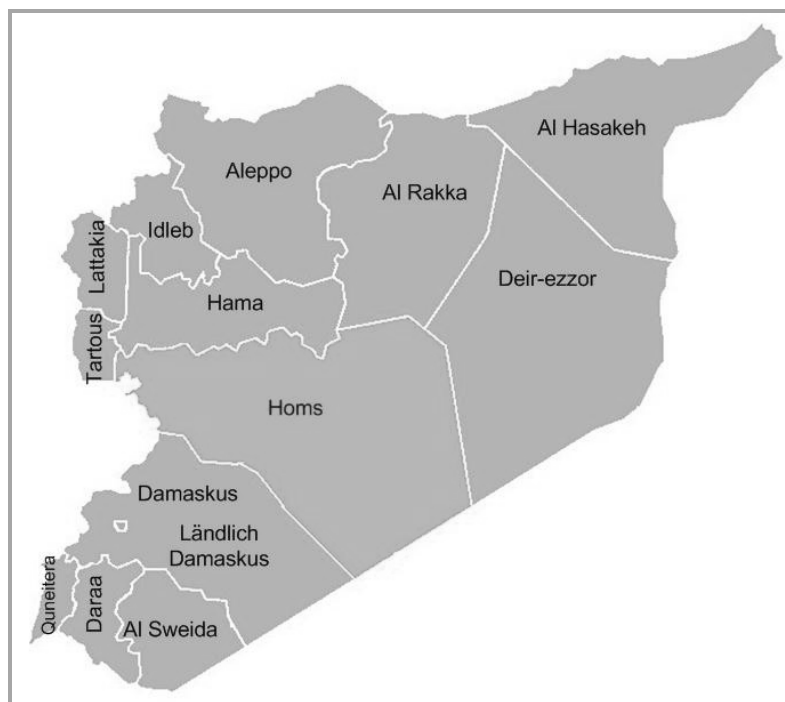 Al Hasakeh
Aleppo
Al Rakka
Idleb
Lattakia
Deir-ezzor
Hama
Tartous
Homs
Damaskus
Ländlich
Damaskus
Quneitera
Daraa
Al Sweida